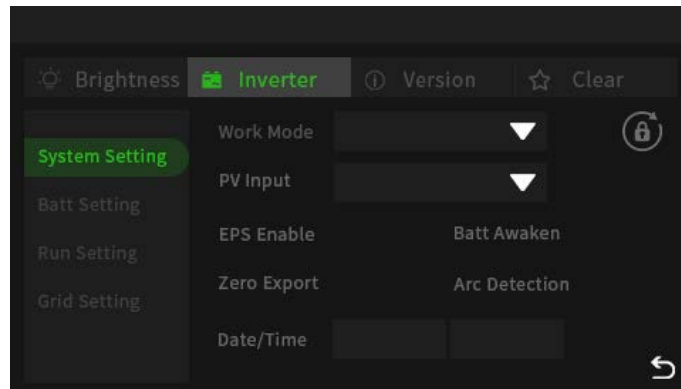 Brightness Inverter Version Clear
System Setting
Batt Setting
Run Setting
Grid Setting
Work Mode
PV Input
EPS Enable Batt Awaken
Zero Export Arc Detection
Date/Time